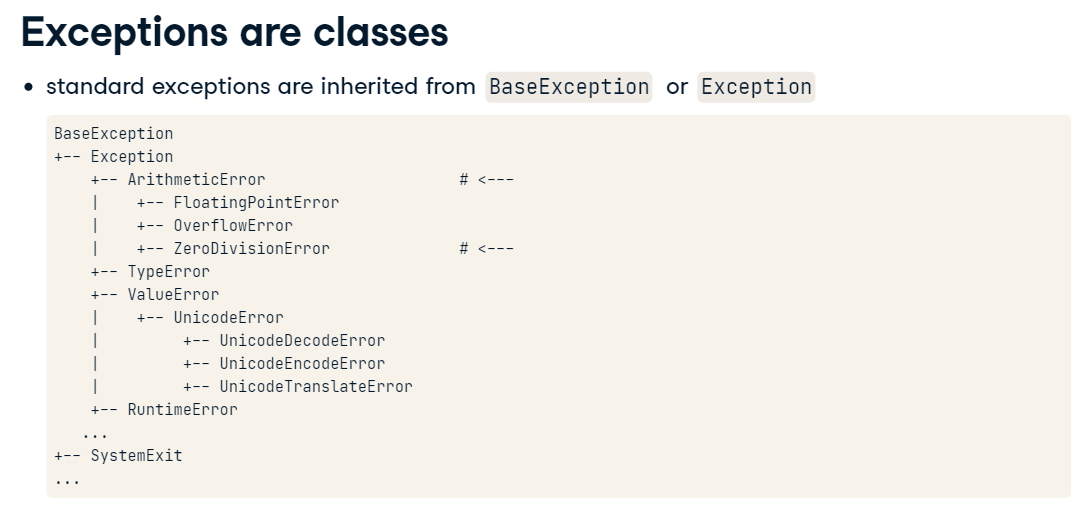 Exceptions are classes
• standard exceptions are inherited from BaseException or Exception
BaseException
+-- Exception
    +-- ArithmeticError                     # <---
    |    +-- FloatingPointError
    |    +-- OverflowError
    |    +-- ZeroDivisionError              # <---
    +-- TypeError
    +-- ValueError
    |    +-- UnicodeError
    |         +-- UnicodeDecodeError
    |         +-- UnicodeEncodeError
    |         +-- UnicodeTranslateError
    +-- RuntimeError
   ...
+-- SystemExit
...